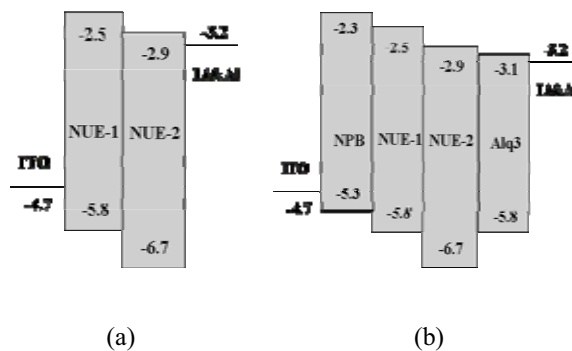 -2.5
-2.9
-3.2
NUE-1
NUE-2
ITO
-4.7
-5.8
-6.7
(a)
-2.3
-2.5
-2.9
-3.1
-3.2
NPB
NUE-1
NUE-2
Alq3
ITO
-4.7
-5.3
-5.8
-6.7
-5.8
(b)